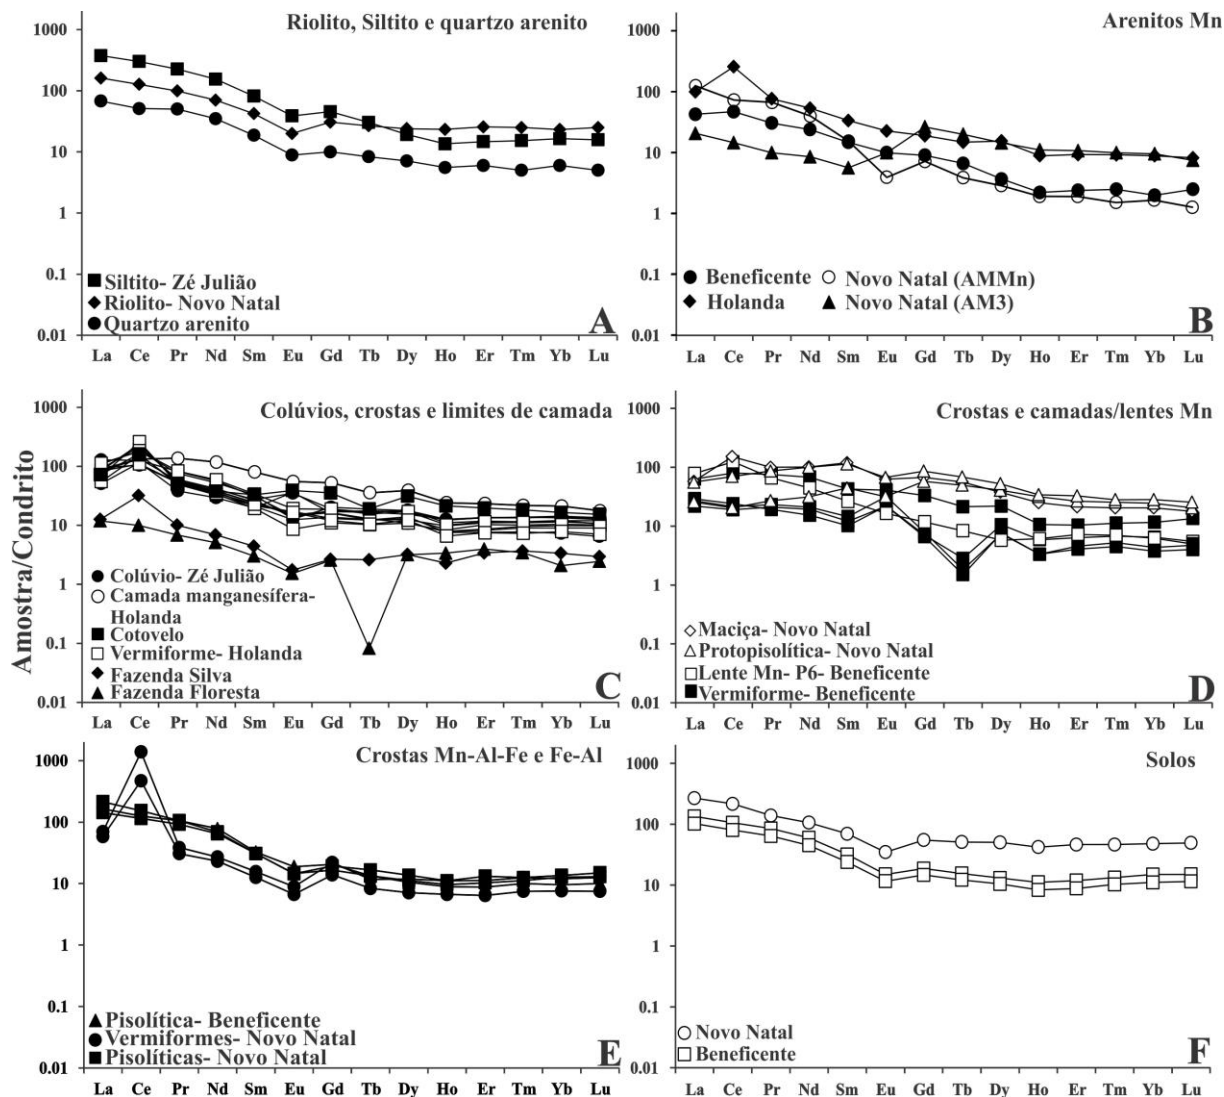 Amostra/Condrito
Riolito, Siltito e quartzo arenito
1000
100
10
1
0.1
0.01
Siltito- Zé Julião
Riolito- Novo Natal
Quartzo arenito
A
La Ce Pr Nd Sm Eu Gd Tb Dy Ho Er Tm Yb Lu
Arenitos Mn
1000
100
10
1
0.1
0.01
Beneficente Novo Natal (AMMn)
Holanda Novo Natal (AM3)
B
La Ce Pr Nd Sm Eu Gd Tb Dy Ho Er Tm Yb Lu
Colúvios, crostas e limites de camada
1000
100
10
1
0.1
0.01
Colúvio- Zé Julião
Camada manganesífera-
Holanda
Cotovelo
Vermiforme- Holanda
Fazenda Silva
Fazenda Floresta
C
La Ce Pr Nd Sm Eu Gd Tb Dy Ho Er Tm Yb Lu
Crostas e camadas/lentes Mn
1000
100
10
1
0.1
0.01
Maciça- Novo Natal
Protopisolítica- Novo Natal
Lente Mn- P6- Beneficente
Vermiforme- Beneficente
D
La Ce Pr Nd Sm Eu Gd Tb Dy Ho Er Tm Yb Lu
Crostas Mn-Al-Fe e Fe-Al
1000
100
10
1
0.1
0.01
Pisolítica- Beneficente
Vermiformes- Novo Natal
Pisolíticas- Novo Natal
E
La Ce Pr Nd Sm Eu Gd Tb Dy Ho Er Tm Yb Lu
Solos
1000
100
10
1
0.1
0.01
Novo Natal
Beneficente
F
La Ce Pr Nd Sm Eu Gd Tb Dy Ho Er Tm Yb Lu